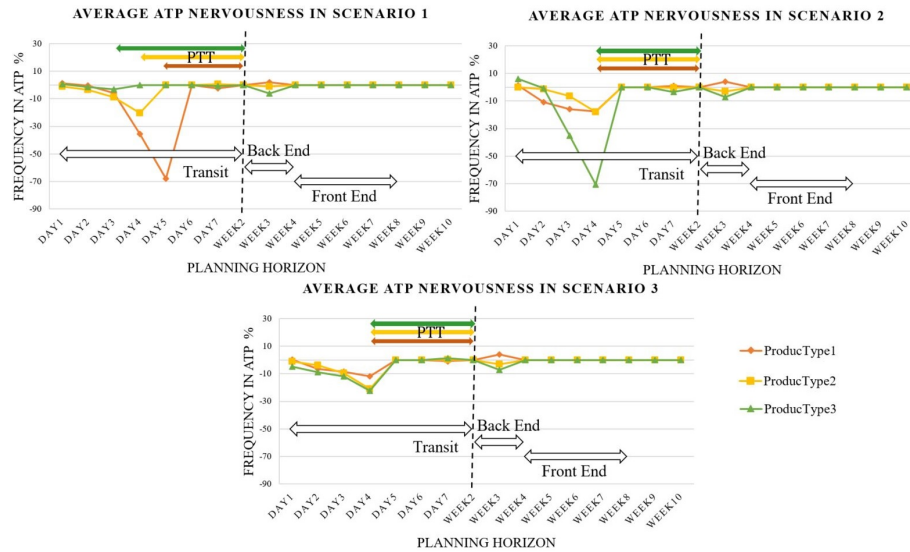 AVERAGE ATP NERVOUSNESS IN SCENARIO 1
FREQUENCY IN ATP %
30
10
-10
-30
-50
-70
-90
PTT
Back End
Transit
Front End
DAY1
DAY2
DAY3
DAY4
DAY5
DAY6
DAY7
WEEK2
WEEK3
WEEK4
WEEK5
WEEK6
WEEK7
WEEK8
WEEK9
WEEK10
PLANNING HORIZON
AVERAGE ATP NERVOUSNESS IN SCENARIO 2
FREQUENCY IN ATP %
30
10
-10
-30
-50
-70
-90
PTT
Back End
Transit
Front End
DAY1
DAY2
DAY3
DAY4
DAY5
DAY6
DAY7
WEEK2
WEEK3
WEEK4
WEEK5
WEEK6
WEEK7
WEEK8
WEEK9
WEEK10
PLANNING HORIZON
AVERAGE ATP NERVOUSNESS IN SCENARIO 3
FREQUENCY IN ATP %
30
10
-10
-30
-50
-70
-90
PTT
Back End
Transit
Front End
DAY1
DAY2
DAY3
DAY4
DAY5
DAY6
DAY7
WEEK2
WEEK3
WEEK4
WEEK5
WEEK6
WEEK7
WEEK8
WEEK9
WEEK10
PLANNING HORIZON
ProducType1
ProducType2
ProducType3